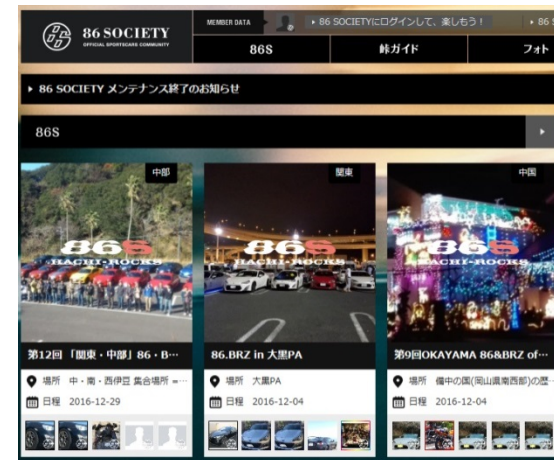 86 SOCIETY
OFFICIAL SPORTSCARS COMMUNITY
MEMBER DATA
▸ 86 SOCIETYにログインして、楽しもう!
▸ 86 S
86S
峠ガイド
フォト
▸ 86 SOCIETY メンテナンス終了のお知らせ
86S
中部
関東
中国
86S
HACHI-ROCKS
86S
HACHI-ROCKS
86S
HACHI-ROCKS
第12回 「関東・中部」86・B…
86.BRZ in 大黒PA
第9回OKAYAMA 86&BRZ of…
場所 中・南・西伊豆 集合場所 =…
場所 大黒PA
場所 備中の国(岡山県南西部)の歴…
日程 2016-12-29
日程 2016-12-04
日程 2016-12-04